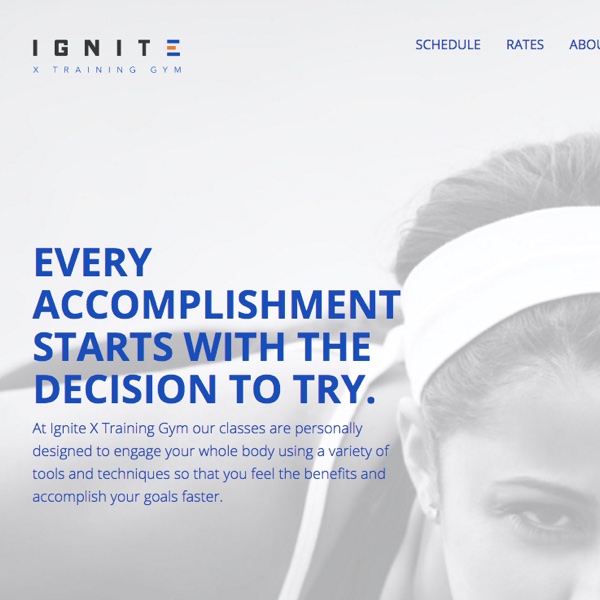 IGNITE
X TRAINING GYM
SCHEDULE RATES ABOU
EVERY
ACCOMPLISHMENT
STARTS WITH THE
DECISION TO TRY.
At Ignite X Training Gym our classes are personally
designed to engage your whole body using a variety of
tools and techniques so that you feel the benefits and
accomplish your goals faster.